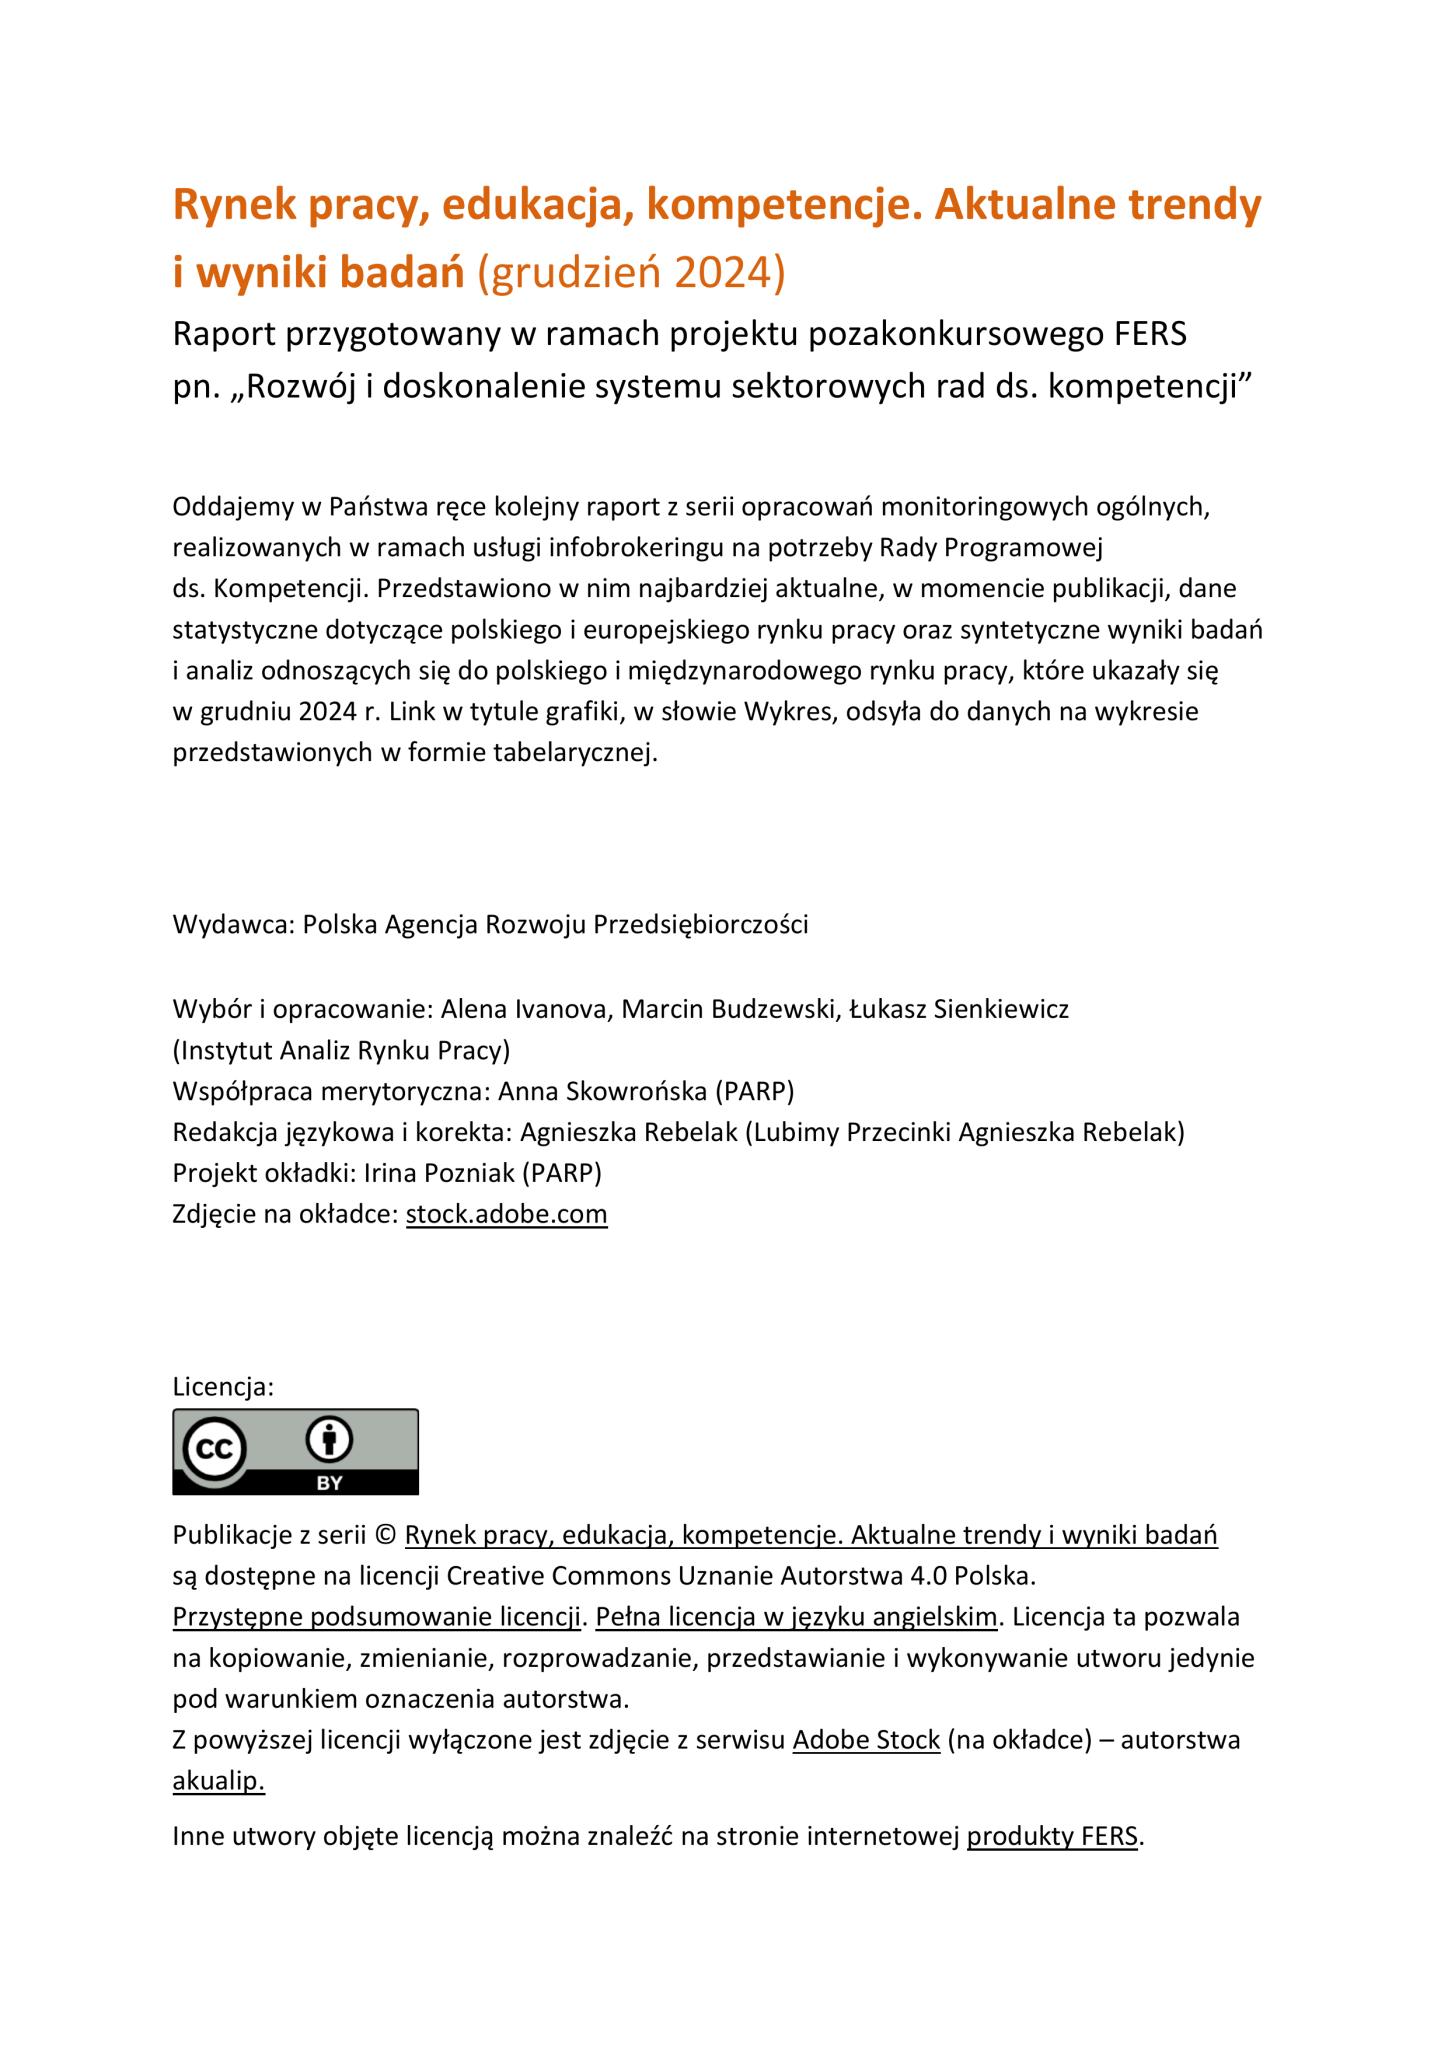 Rynek pracy, edukacja, kompetencje. Aktualne trendy
i wyniki badań (grudzień 2024)
Raport przygotowany w ramach projektu pozakonkursowego FERS
pn. „Rozwój i doskonalenie systemu sektorowych rad ds. kompetencji”
Oddajemy w Państwa ręce kolejny raport z serii opracowań monitoringowych ogólnych,
realizowanych w ramach usługi infobrokeringu na potrzeby Rady Programowej
ds. Kompetencji. Przedstawiono w nim najbardziej aktualne, w momencie publikacji, dane
statystyczne dotyczące polskiego i europejskiego rynku pracy oraz syntetyczne wyniki badań
i analiz odnoszących się do polskiego i międzynarodowego rynku pracy, które ukazały się
w grudniu 2024 r. Link w tytule grafiki, w słowie Wykres, odsyła do danych na wykresie
przedstawionych w formie tabelarycznej.
Wydawca: Polska Agencja Rozwoju Przedsiębiorczości
Wybór i opracowanie: Alena Ivanova, Marcin Budzewski, Łukasz Sienkiewicz
(Instytut Analiz Rynku Pracy)
Współpraca merytoryczna: Anna Skowrońska (PARP)
Redakcja językowa i korekta: Agnieszka Rebelak (Lubimy Przecinki Agnieszka Rebelak)
Projekt okładki: Irina Pozniak (PARP)
Zdjęcie na okładce: stock.adobe.com
Licencja:
CC
BY
Publikacje z serii © Rynek pracy, edukacja, kompetencje. Aktualne trendy i wyniki badań
są dostępne na licencji Creative Commons Uznanie Autorstwa 4.0 Polska.
Przystępne podsumowanie licencji. Pełna licencja w języku angielskim. Licencja ta pozwala
na kopiowanie, zmienianie, rozprowadzanie, przedstawianie i wykonywanie utworu jedynie
pod warunkiem oznaczenia autorstwa.
Z powyższej licencji wyłączone jest zdjęcie z serwisu Adobe Stock (na okładce) – autorstwa
akualip.
Inne utwory objęte licencją można znaleźć na stronie internetowej produkty FERS.